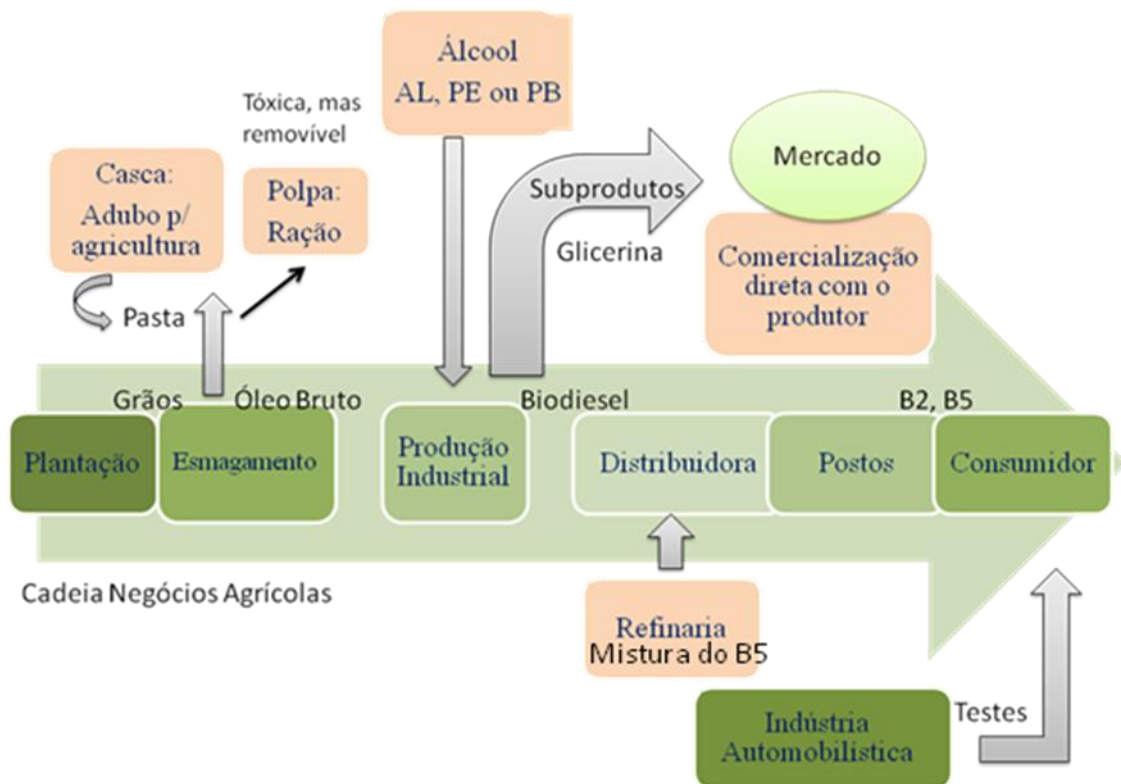 Álcool
AL, PE ou PB
Tóxica, mas
removível
Casca:
Adubo p/
agricultura
Polpa:
Ração
Pasta
Subprodutos
Glicerina
Mercado
Comercialização
direta com o
produtor
Grãos
Óleo Bruto
Biodiesel
B2, B5
Plantação
Esmagamento
Produção
Industrial
Distribuidora
Postos
Consumidor
Cadeia Negócios Agrícolas
Refinaria
Mistura do B5
Indústria
Automobilistica
Testes